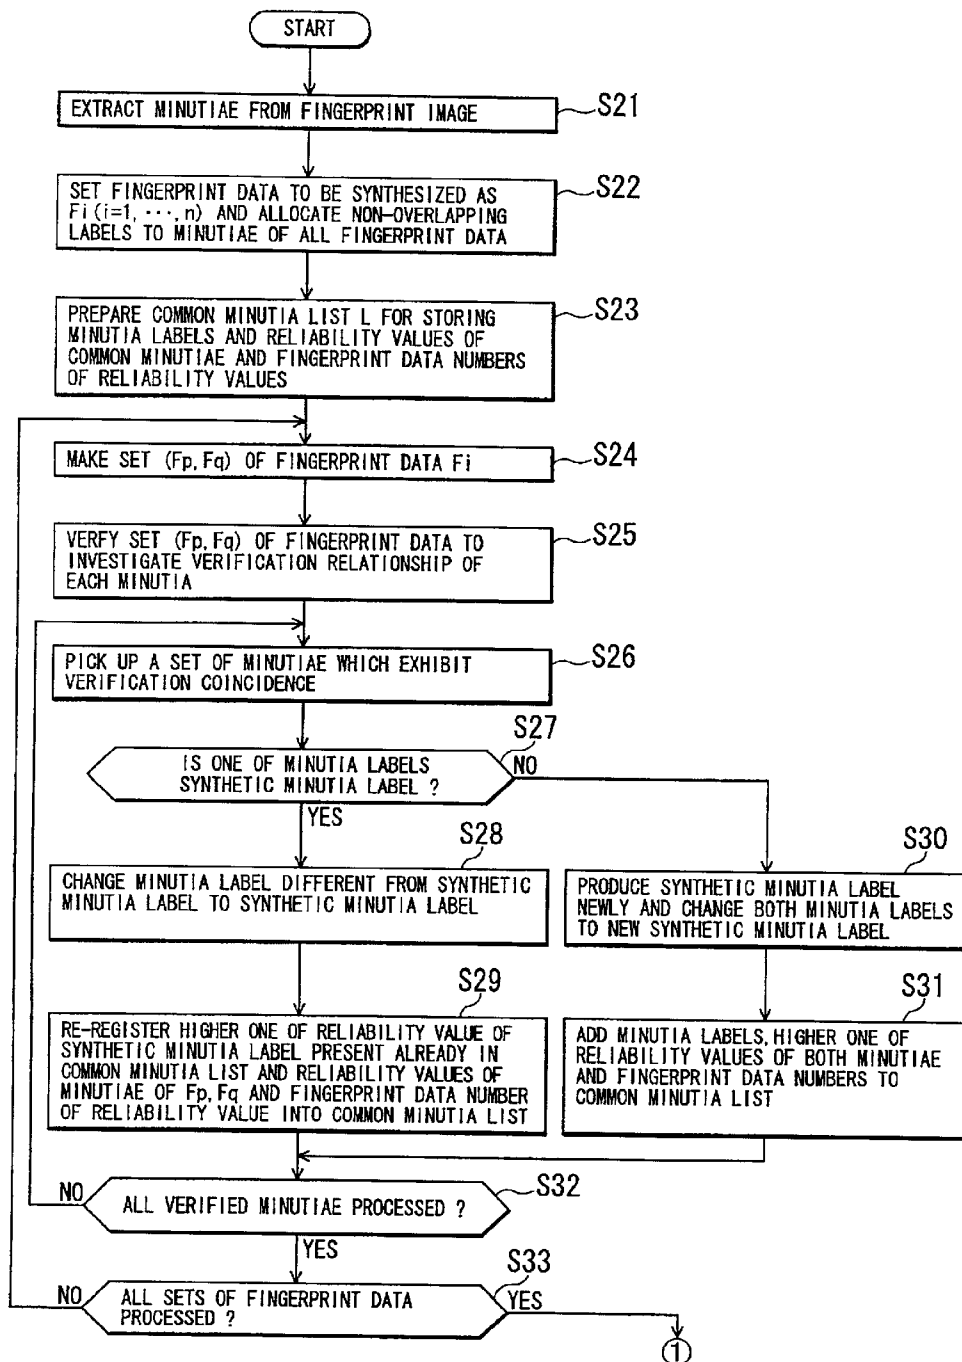 START
EXTRACT MINUTIAE FROM FINGERPRINT IMAGE
S21
SET FINGERPRINT DATA TO BE SYNTHESIZED AS
Fi (i=1, ···, n) AND ALLOCATE NON-OVERLAPPING
LABELS TO MINUTIAE OF ALL FINGERPRINT DATA
S22
PREPARE COMMON MINUTIA LIST L FOR STORING
MINUTIA LABELS AND RELIABILITY VALUES OF
COMMON MINUTIAE AND FINGERPRINT DATA NUMBERS
OF RELIABILITY VALUES
S23
MAKE SET (Fp, Fq) OF FINGERPRINT DATA Fi
S24
VERFY SET (Fp, Fq) OF FINGERPRINT DATA TO
INVESTIGATE VERIFICATION RELATIONSHIP OF
EACH MINUTIA
S25
PICK UP A SET OF MINUTIAE WHICH EXHIBIT
VERIFICATION COINCIDENCE
S26
IS ONE OF MINUTIA LABELS
SYNTHETIC MINUTIA LABEL ?
S27
NO
YES
CHANGE MINUTIA LABEL DIFFERENT FROM SYNTHETIC
MINUTIA LABEL TO SYNTHETIC MINUTIA LABEL
S28
PRODUCE SYNTHETIC MINUTIA LABEL
NEWLY AND CHANGE BOTH MINUTIA LABELS
TO NEW SYNTHETIC MINUTIA LABEL
S30
RE-REGISTER HIGHER ONE OF RELIABILITY VALUE OF
SYNTHETIC MINUTIA LABEL PRESENT ALREADY IN
COMMON MINUTIA LIST AND RELIABILITY VALUES OF
MINUTIAE OF Fp, Fq AND FINGERPRINT DATA NUMBER
OF RELIABILITY VALUE INTO COMMON MINUTIA LIST
S29
ADD MINUTIA LABELS, HIGHER ONE OF
RELIABILITY VALUES OF BOTH MINUTIAE
AND FINGERPRINT DATA NUMBERS TO
COMMON MINUTIA LIST
S31
NO
ALL VERIFIED MINUTIAE PROCESSED ?
S32
YES
NO
ALL SETS OF FINGERPRINT DATA
PROCESSED ?
S33
YES
1